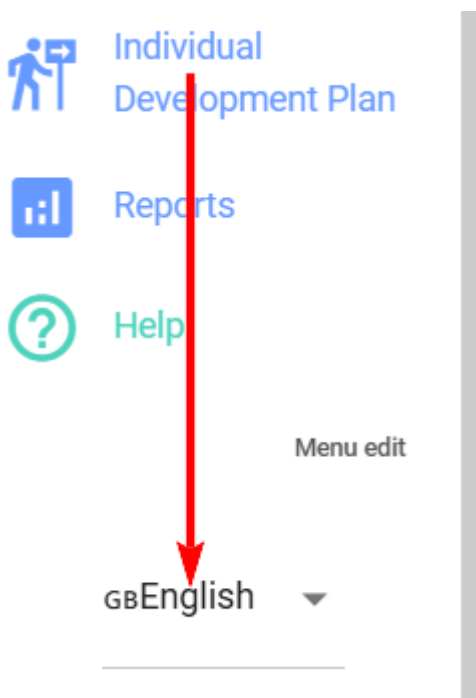 Individual
Development Plan
Reports
Help
Menu edit
GBEnglish